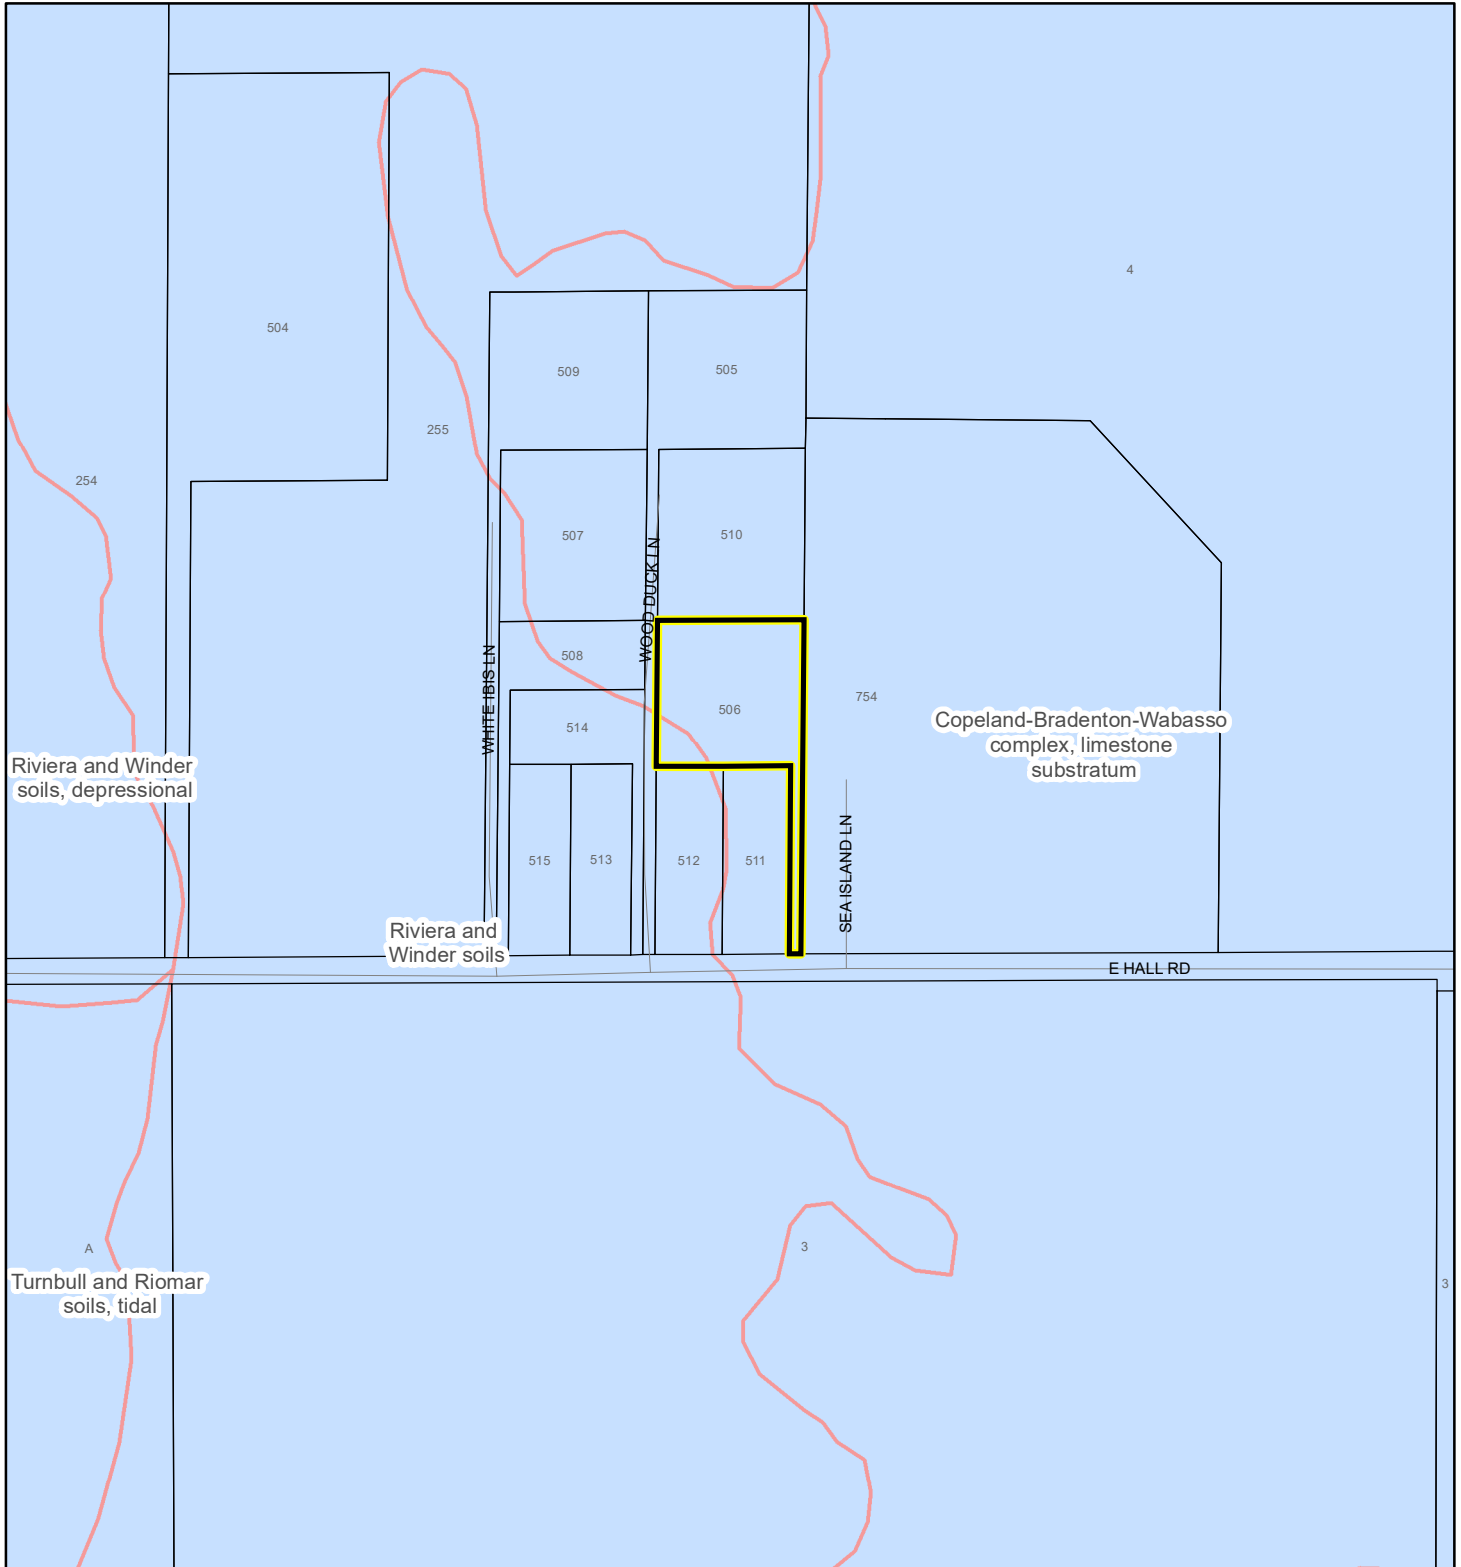 4
504
509
505
255
254
507
510
WOOD DUCK LN
508
WHITE IBIS LN
754
506
514
Copeland-Bradenton-Wabasso
complex, limestone
substratum
Riviera and Winder
soils, depressional
515
513
512
511
SEA ISLAND LN
Riviera and
Winder soils
E HALL RD
A
3
Turnbull and Riomar
soils, tidal
3